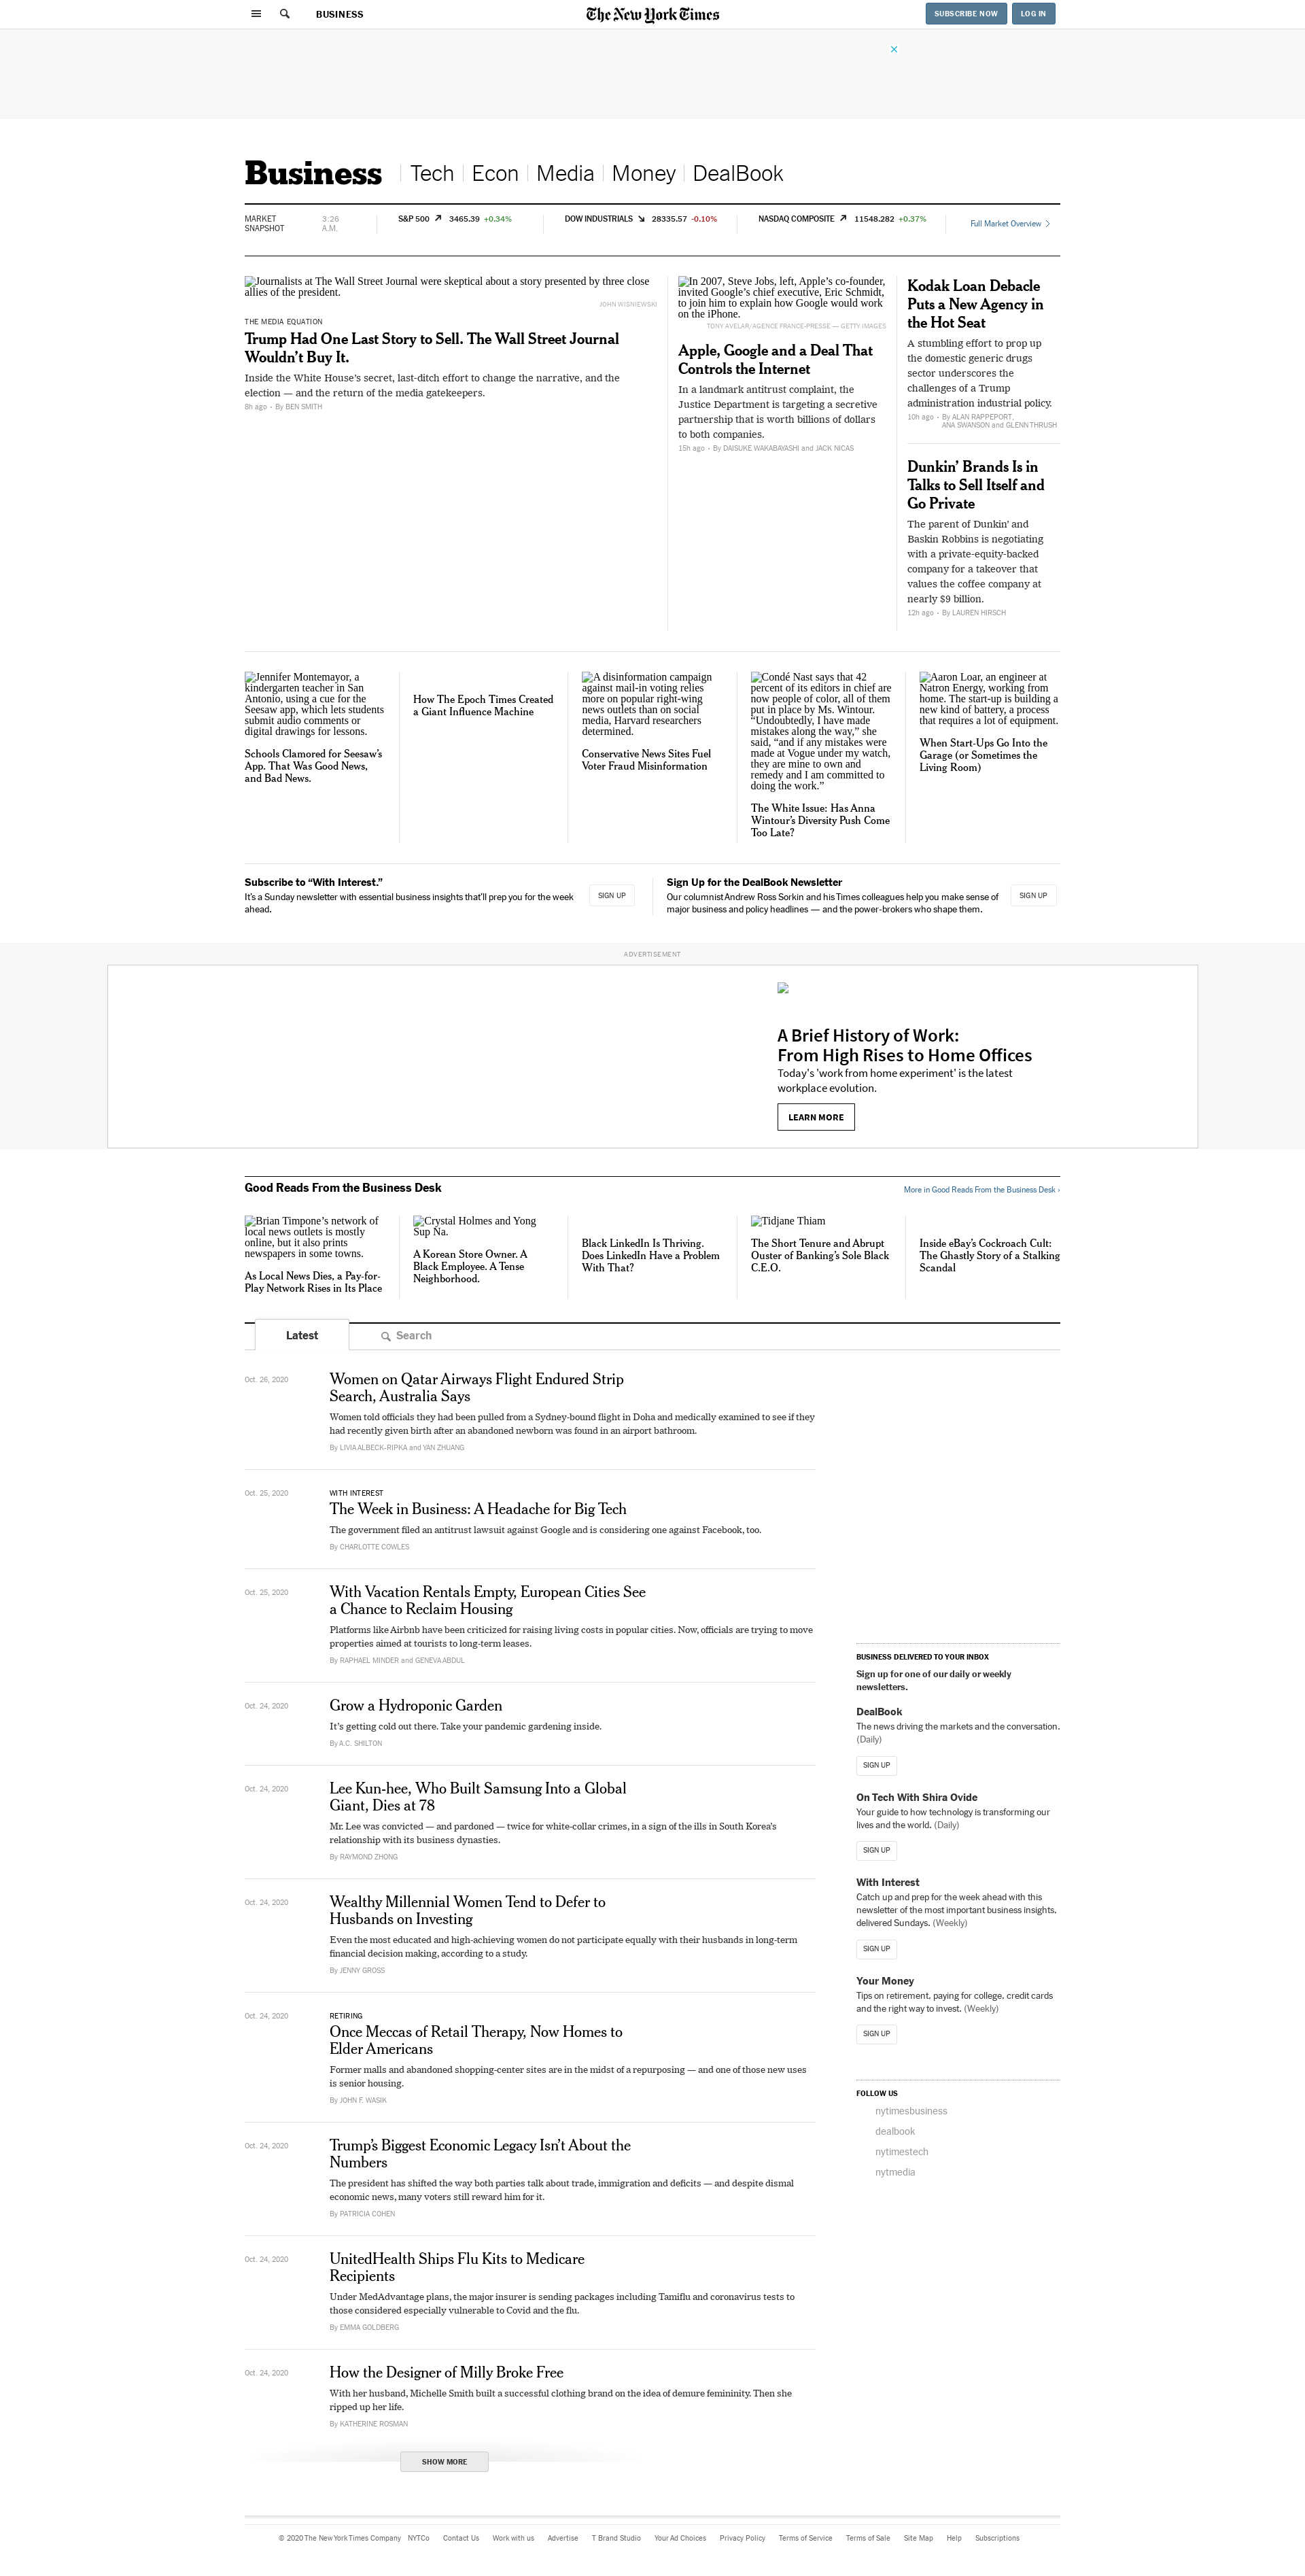 BUSINESS
The New York Times
SUBSCRIBE NOW
LOG IN
Business
Tech
Econ
Media
Money
DealBook
MARKET
SNAPSHOT
3:26
A.M.
S&P 500 3465.39 +0.34%
DOW INDUSTRIALS 28335.57 -0.10%
NASDAQ COMPOSITE 11548.282 +0.37%
Full Market Overview
Journalists at The Wall Street Journal were skeptical about a story presented by three close
allies of the president.
JOHN WISNIEWSKI
THE MEDIA EQUATION
Trump Had One Last Story to Sell. The Wall Street Journal
Wouldn’t Buy It.
Inside the White House’s secret, last-ditch effort to change the narrative, and the
election — and the return of the media gatekeepers.
8h ago - By BEN SMITH
In 2007, Steve Jobs, left, Apple’s co-founder,
invited Google’s chief executive, Eric Schmidt,
to join him to explain how Google would work
on the iPhone.
TONY AVELAR/AGENCE FRANCE-PRESSE — GETTY IMAGES
Apple, Google and a Deal That
Controls the Internet
In a landmark antitrust complaint, the
Justice Department is targeting a secretive
partnership that is worth billions of dollars
to both companies.
15h ago - By DAISUKE WAKABAYASHI and JACK NICAS
Kodak Loan Debacle
Puts a New Agency in
the Hot Seat
A stumbling effort to prop up
the domestic generic drugs
sector underscores the
challenges of a Trump
administration industrial policy.
10h ago - By ALAN RAPPEPORT,
ANA SWANSON and GLENN THRUSH
Dunkin’ Brands Is in
Talks to Sell Itself and
Go Private
The parent of Dunkin’ and
Baskin Robbins is negotiating
with a private-equity-backed
company for a takeover that
values the coffee company at
nearly $9 billion.
12h ago - By LAUREN HIRSCH
Jennifer Montemayor, a
kindergarten teacher in San
Antonio, using a cue for the
Seesaw app, which lets students
submit audio comments or
digital drawings for lessons.
Schools Clamored for Seesaw’s
App. That Was Good News,
and Bad News.
How The Epoch Times Created
a Giant Influence Machine
A disinformation campaign
against mail-in voting relies
more on popular right-wing
news outlets than on social
media, Harvard researchers
determined.
Conservative News Sites Fuel
Voter Fraud Misinformation
Condé Nast says that 42
percent of its editors in chief are
now people of color, all of them
put in place by Ms. Wintour.
“Undoubtedly, I have made
mistakes along the way,” she
said, “and if any mistakes were
made at Vogue under my watch,
they are mine to own and
remedy and I am committed to
doing the work.”
The White Issue: Has Anna
Wintour’s Diversity Push Come
Too Late?
Aaron Loar, an engineer at
Natron Energy, working from
home. The start-up is building a
new kind of battery, a process
that requires a lot of equipment.
When Start-Ups Go Into the
Garage (or Sometimes the
Living Room)
Subscribe to “With Interest.”
It’s a Sunday newsletter with essential business insights that’ll prep you for the week
ahead.
SIGN UP
Sign Up for the DealBook Newsletter
Our columnist Andrew Ross Sorkin and his Times colleagues help you make sense of
major business and policy headlines — and the power-brokers who shape them.
SIGN UP
ADVERTISEMENT
A Brief History of Work:
From High Rises to Home Offices
Today's 'work from home experiment' is the latest
workplace evolution.
LEARN MORE
Good Reads From the Business Desk
More in Good Reads From the Business Desk ›
Brian Timpone’s network of
local news outlets is mostly
online, but it also prints
newspapers in some towns.
As Local News Dies, a Pay-for-
Play Network Rises in Its Place
Crystal Holmes and Yong
Sup Na.
A Korean Store Owner. A
Black Employee. A Tense
Neighborhood.
Black LinkedIn Is Thriving.
Does LinkedIn Have a Problem
With That?
Tidjane Thiam
The Short Tenure and Abrupt
Ouster of Banking’s Sole Black
C.E.O.
Inside eBay’s Cockroach Cult:
The Ghastly Story of a Stalking
Scandal
Latest
Search
Oct. 26, 2020
Women on Qatar Airways Flight Endured Strip
Search, Australia Says
Women told officials they had been pulled from a Sydney-bound flight in Doha and medically examined to see if they
had recently given birth after an abandoned newborn was found in an airport bathroom.
By LIVIA ALBECK-RIPKA and YAN ZHUANG
Oct. 25, 2020
WITH INTEREST
The Week in Business: A Headache for Big Tech
The government filed an antitrust lawsuit against Google and is considering one against Facebook, too.
By CHARLOTTE COWLES
Oct. 25, 2020
With Vacation Rentals Empty, European Cities See
a Chance to Reclaim Housing
Platforms like Airbnb have been criticized for raising living costs in popular cities. Now, officials are trying to move
properties aimed at tourists to long-term leases.
By RAPHAEL MINDER and GENEVA ABDUL
Oct. 24, 2020
Grow a Hydroponic Garden
It’s getting cold out there. Take your pandemic gardening inside.
By A.C. SHILTON
Oct. 24, 2020
Lee Kun-hee, Who Built Samsung Into a Global
Giant, Dies at 78
Mr. Lee was convicted — and pardoned — twice for white-collar crimes, in a sign of the ills in South Korea’s
relationship with its business dynasties.
By RAYMOND ZHONG
Oct. 24, 2020
Wealthy Millennial Women Tend to Defer to
Husbands on Investing
Even the most educated and high-achieving women do not participate equally with their husbands in long-term
financial decision making, according to a study.
By JENNY GROSS
Oct. 24, 2020
RETIRING
Once Meccas of Retail Therapy, Now Homes to
Elder Americans
Former malls and abandoned shopping-center sites are in the midst of a repurposing — and one of those new uses
is senior housing.
By JOHN F. WASIK
Oct. 24, 2020
Trump’s Biggest Economic Legacy Isn’t About the
Numbers
The president has shifted the way both parties talk about trade, immigration and deficits — and despite dismal
economic news, many voters still reward him for it.
By PATRICIA COHEN
Oct. 24, 2020
UnitedHealth Ships Flu Kits to Medicare
Recipients
Under MedAdvantage plans, the major insurer is sending packages including Tamiflu and coronavirus tests to
those considered especially vulnerable to Covid and the flu.
By EMMA GOLDBERG
Oct. 24, 2020
How the Designer of Milly Broke Free
With her husband, Michelle Smith built a successful clothing brand on the idea of demure femininity. Then she
ripped up her life.
By KATHERINE ROSMAN
SHOW MORE
BUSINESS DELIVERED TO YOUR INBOX
Sign up for one of our daily or weekly
newsletters.
DealBook
The news driving the markets and the conversation.
(Daily)
SIGN UP
On Tech With Shira Ovide
Your guide to how technology is transforming our
lives and the world. (Daily)
SIGN UP
With Interest
Catch up and prep for the week ahead with this
newsletter of the most important business insights,
delivered Sundays. (Weekly)
SIGN UP
Your Money
Tips on retirement, paying for college, credit cards
and the right way to invest. (Weekly)
SIGN UP
FOLLOW US
nytimesbusiness
dealbook
nytimestech
nytmedia
© 2020 The New York Times Company NYTCo Contact Us Work with us Advertise T Brand Studio Your Ad Choices Privacy Policy Terms of Service Terms of Sale Site Map Help Subscriptions